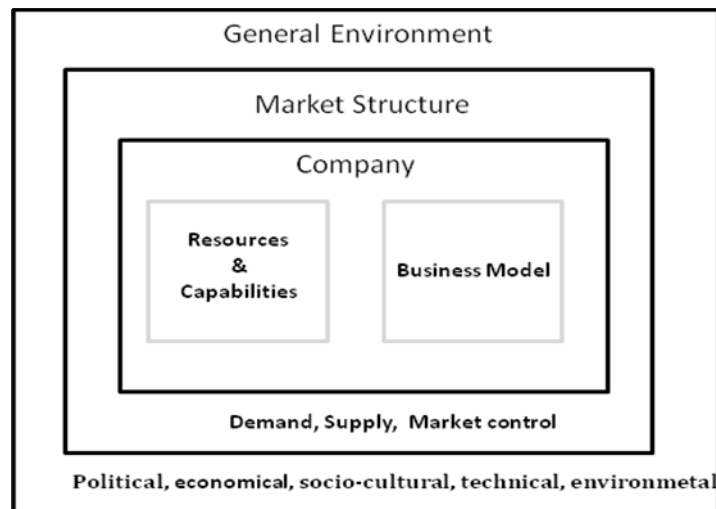 General Environment
Market Structure
Company
Resources
&
Capabilities
Business Model
Demand, Supply, Market control
Political, economical, socio-cultural, technical, environmetal